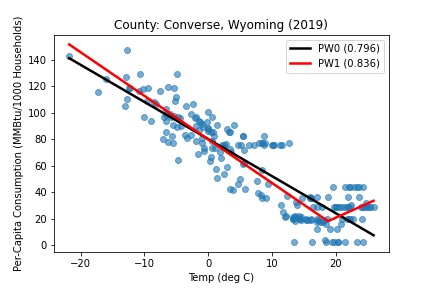 County: Converse, Wyoming (2019)
Per-Capita Consumption (MMBtu/1000 Households)
140
120
100
80
60
40
20
0
PW0 (0.796)
PW1 (0.836)
−20
−10
0
10
20
Temp (deg C)